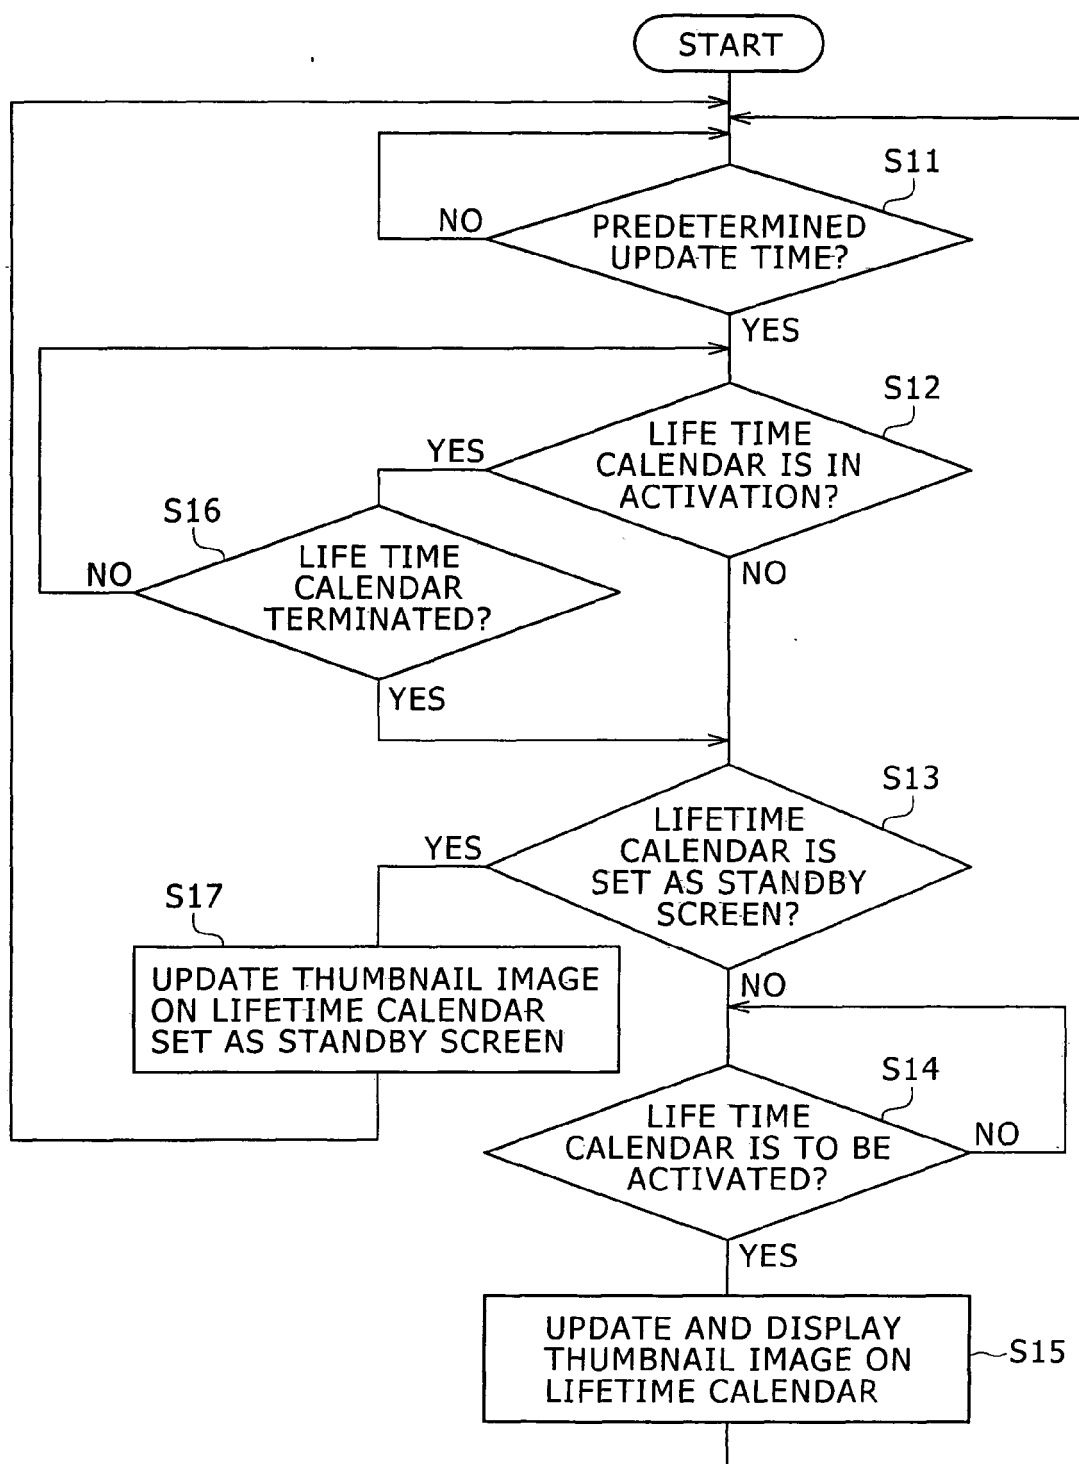 START
S11
NO
PREDETERMINED
UPDATE TIME?
YES
S12
YES
LIFE TIME
CALENDAR IS IN
ACTIVATION?
S16
NO
LIFE TIME
CALENDAR
TERMINATED?
NO
YES
S13
YES
LIFETIME
CALENDAR IS
SET AS STANDBY
SCREEN?
S17
UPDATE THUMBNAIL IMAGE
ON LIFETIME CALENDAR
SET AS STANDBY SCREEN
NO
S14
LIFE TIME
CALENDAR IS TO BE
ACTIVATED?
NO
YES
UPDATE AND DISPLAY
THUMBNAIL IMAGE ON
LIFETIME CALENDAR
S15